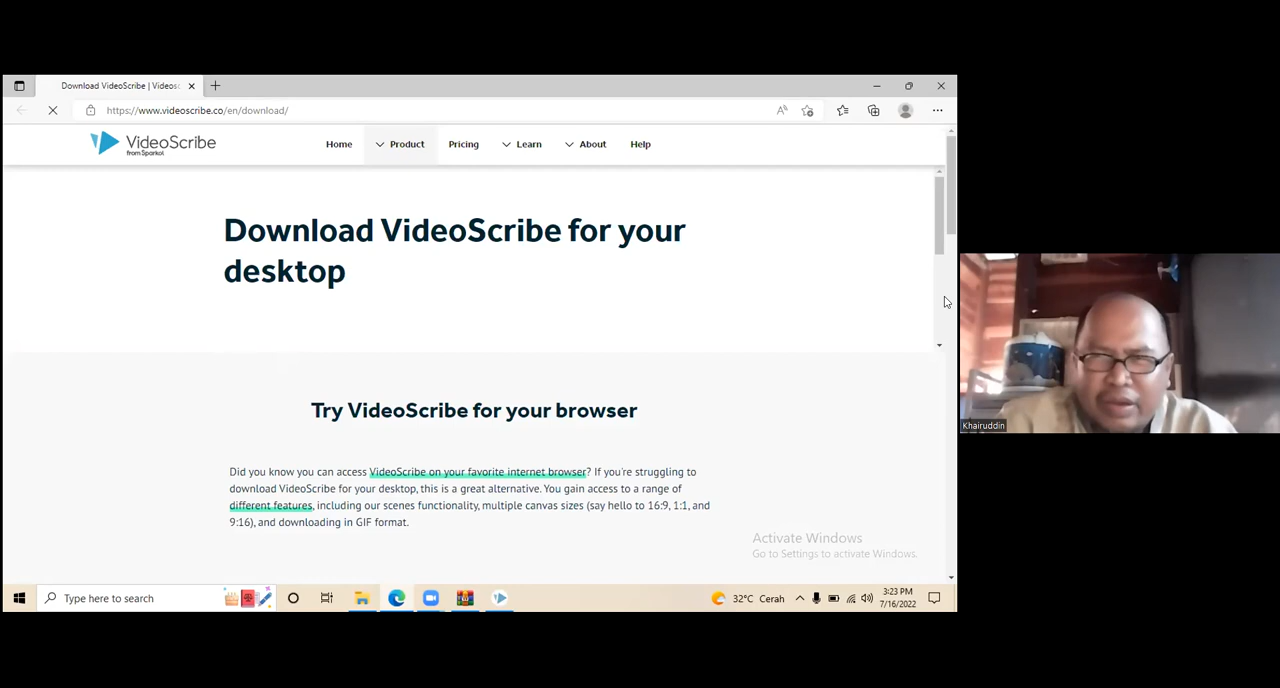 Download VideoScribe | Videosc
https://www.videoscribe.co/en/download/
VideoScribe
from Sparkol
Home
Product
Pricing
Learn
About
Help
Download VideoScribe for your
desktop
Try VideoScribe for your browser
Did you know you can access VideoScribe on your favorite internet browser? If you're struggling to
download VideoScribe for your desktop, this is a great alternative. You gain access to a range of
different features, including our scenes functionality, multiple canvas sizes (say hello to 16:9, 1:1, and
9:16), and downloading in GIF format.
Activate Windows
Go to Settings to activate Windows.
Khairuddin
Type here to search
32°C Cerah
3:23 PM
7/16/2022